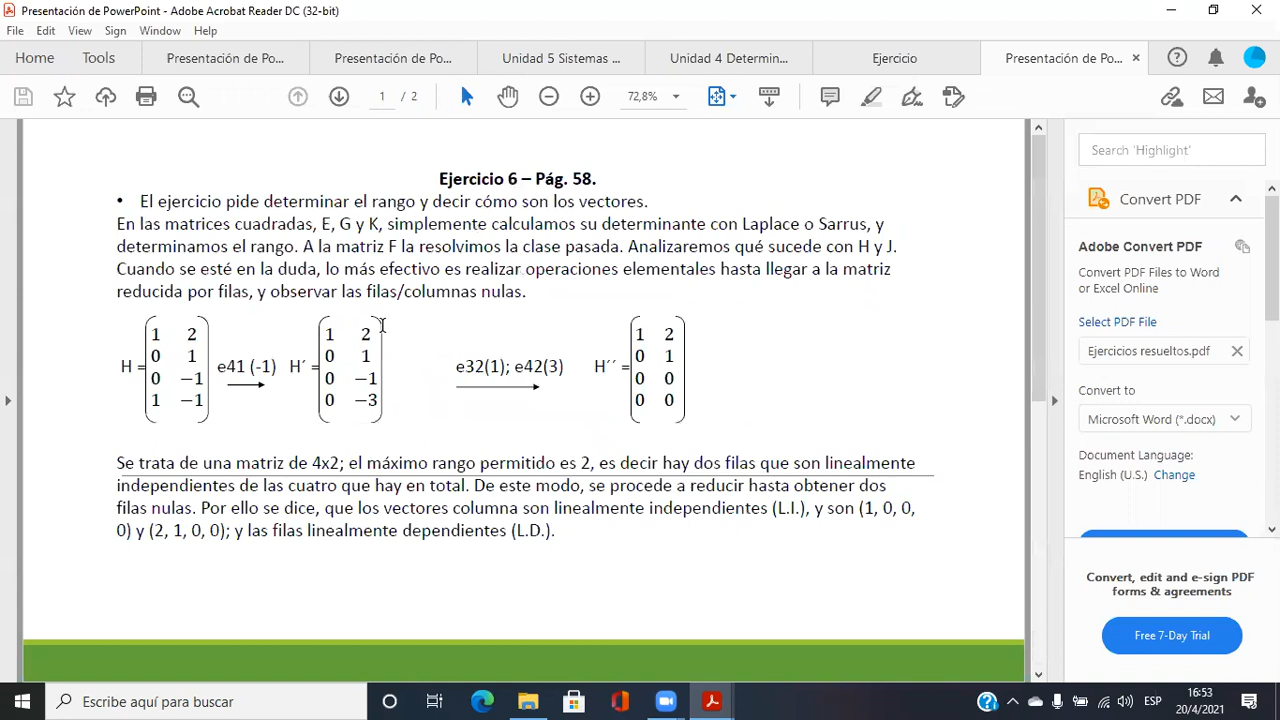 Presentación de PowerPoint - Adobe Acrobat Reader DC (32-bit)
File Edit View Sign Window Help
Home Tools Presentación de Po... Presentación de Po... Unidad 5 Sistemas ... Unidad 4 Determin... Ejercicio Presentación de Po...
1 / 2 72,8%
Search 'Highlight'
Convert PDF
Adobe Convert PDF
Convert PDF Files to Word
or Excel Online
Select PDF File
Ejercicios resueltos.pdf
Convert to
Microsoft Word (*.docx)
Document Language:
English (U.S.) Change
Convert, edit and e-sign PDF
forms & agreements
Free 7-Day Trial
Ejercicio 6 – Pág. 58.
• El ejercicio pide determinar el rango y decir cómo son los vectores.
En las matrices cuadradas, E, G y K, simplemente calculamos su determinante con Laplace o Sarrus, y
determinamos el rango. A la matriz F la resolvimos la clase pasada. Analizaremos qué sucede con H y J.
Cuando se esté en la duda, lo más efectivo es realizar operaciones elementales hasta llegar a la matriz
reducida por filas, y observar las filas/columnas nulas.
1 2 1 2 1 2
0 1 0 1 0 1
H = e41 (-1) H´ = e32(1); e42(3) H´´ =
0 −1 0 −1 0 0
1 −1 0 −3 0 0
Se trata de una matriz de 4x2; el máximo rango permitido es 2, es decir hay dos filas que son linealmente
independientes de las cuatro que hay en total. De este modo, se procede a reducir hasta obtener dos
filas nulas. Por ello se dice, que los vectores columna son linealmente independientes (L.I.), y son (1, 0, 0,
0) y (2, 1, 0, 0); y las filas linealmente dependientes (L.D.).
Escribe aquí para buscar
ESP
16:53
20/4/2021